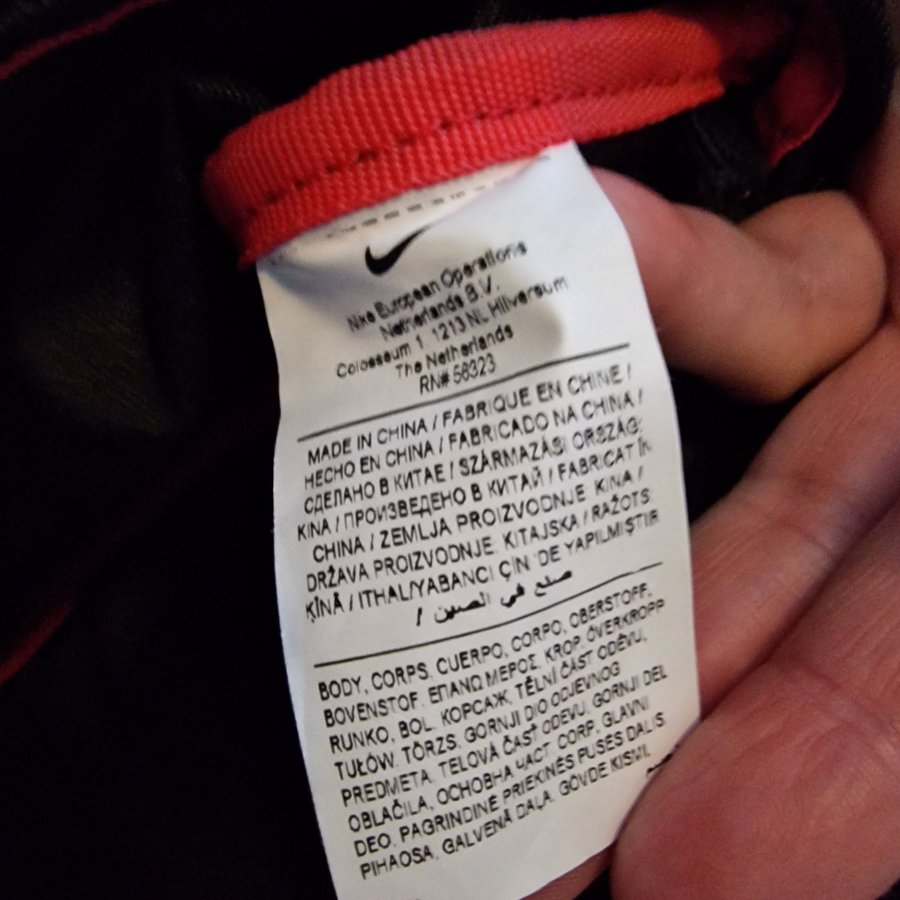 Nike European Operations
Netherlands B.V.
Colosseum 1, 1213 NL Hilversum
The Netherlands
RN# 56323
MADE IN CHINA / FABRIQUE EN CHINE /
HECHO EN CHINA / FABRICADO NA CHINA /
СДЕЛАНО В КИТАЕ / SZÁRMAZÁSI ORSZÁG:
KÍNA / ПРОИЗВЕДЕНО В КИТАЙ / FABRICAT ÎN
CHINA / ZEMLJA PROIZVODNJE KINA /
DRŽAVA PROIZVODNJE: KITAJSKA / RAŽOTS
ĶĪNĀ / ITHAL/YABANCI ÇİN 'DE YAPILMIŞTIR
/ صنع في الصين
BODY, CORPS, CUERPO, CORPO, OBERSTOFF,
BOVENSTOF, ΕΠΑΝΩ ΜΕΡΟΣ, KROP, ÖVERKROPP
RUNKO, BOL, КОРСАЖ, TĚLNÍ ČÁST ODĚVU,
TUŁÓW, TÖRZS, GORNJI DIO ODJEVNOG
PREDMETA, TELOVÁ ČASŤ ODEVU, GORNJI DEL
OBLAČILA, ОСНОВНА ЧАСТ, CORP, GLAVNI
DEO, PAGRINDINĖ PRIEKINĖS PUSĖS DALIS,
PIHAOSA, GALVENĀ DAĻA, GÖVDE KISMI,